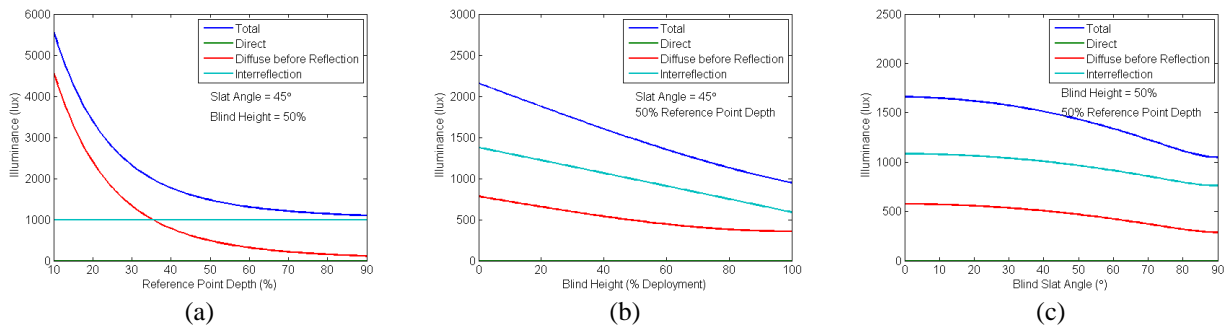 6000
5000
4000
3000
2000
1000
0
Illuminance (lux)
Total
Direct
Diffuse before Reflection
Interreflection
Slat Angle = 45°
Blind Height = 50%
10 20 30 40 50 60 70 80 90
Reference Point Depth (%)
(a)
3000
2500
2000
1500
1000
500
0
Illuminance (lux)
Total
Direct
Diffuse before Reflection
Interreflection
Slat Angle = 45°
50% Reference Point Depth
0 20 40 60 80 100
Blind Height (% Deployment)
(b)
2500
2000
1500
1000
500
0
Illuminance (lux)
Total
Direct
Diffuse before Reflection
Interreflection
Blind Height = 50%
50% Reference Point Depth
0 10 20 30 40 50 60 70 80 90
Blind Slat Angle (°)
(c)